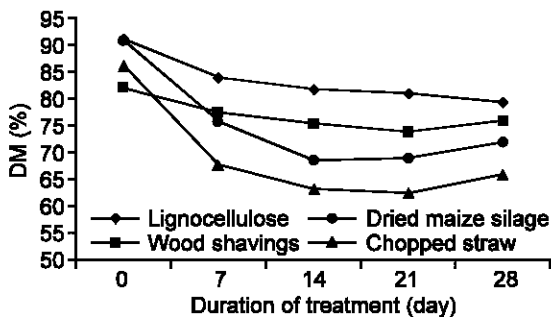 95
90
85
80
75
70
65
60
55
50
DM (%)
Lignocellulose Dried maize silage
Wood shavings Chopped straw
0 7 14 21 28
Duration of treatment (day)